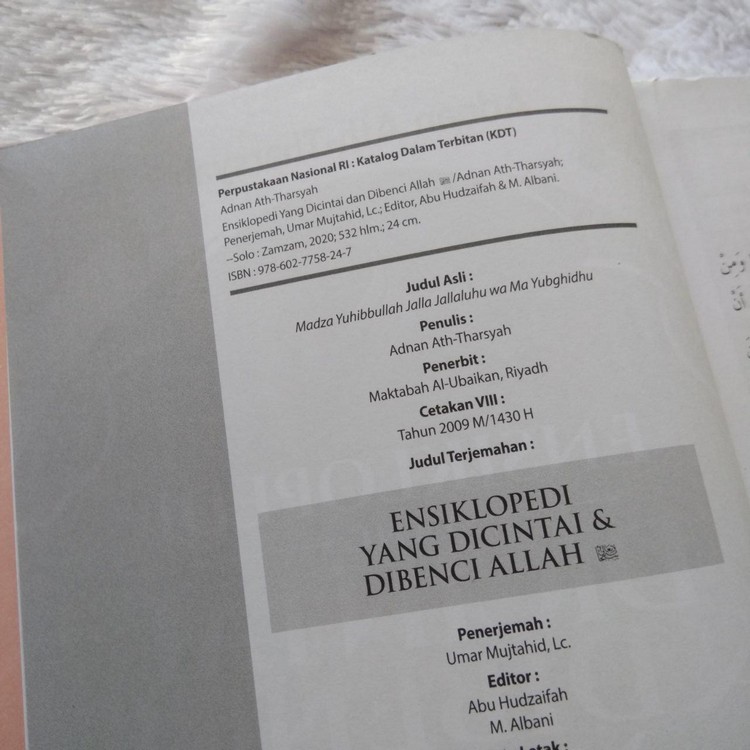 Perpustakaan Nasional RI : Katalog Dalam Terbitan (KDT)
Adnan Ath-Tharsyah
Ensiklopedi Yang Dicintai dan Dibenci Allah ﷻ /Adnan Ath-Tharsyah;
Penerjemah, Umar Mujtahid, Lc.; Editor, Abu Hudzaifah & M. Albani.
--Solo : Zamzam, 2020; 532 hlm.; 24 cm.
ISBN : 978-602-7758-24-7
Judul Asli :
Madza Yuhibbullah Jalla Jallaluhu wa Ma Yubghidhu
Penulis :
Adnan Ath-Tharsyah
Penerbit :
Maktabah Al-Ubaikan, Riyadh
Cetakan VIII :
Tahun 2009 M/1430 H
Judul Terjemahan :
ENSIKLOPEDI
YANG DICINTAI &
DIBENCI ALLAH ﷻ
Penerjemah :
Umar Mujtahid, Lc.
Editor :
Abu Hudzaifah
M. Albani